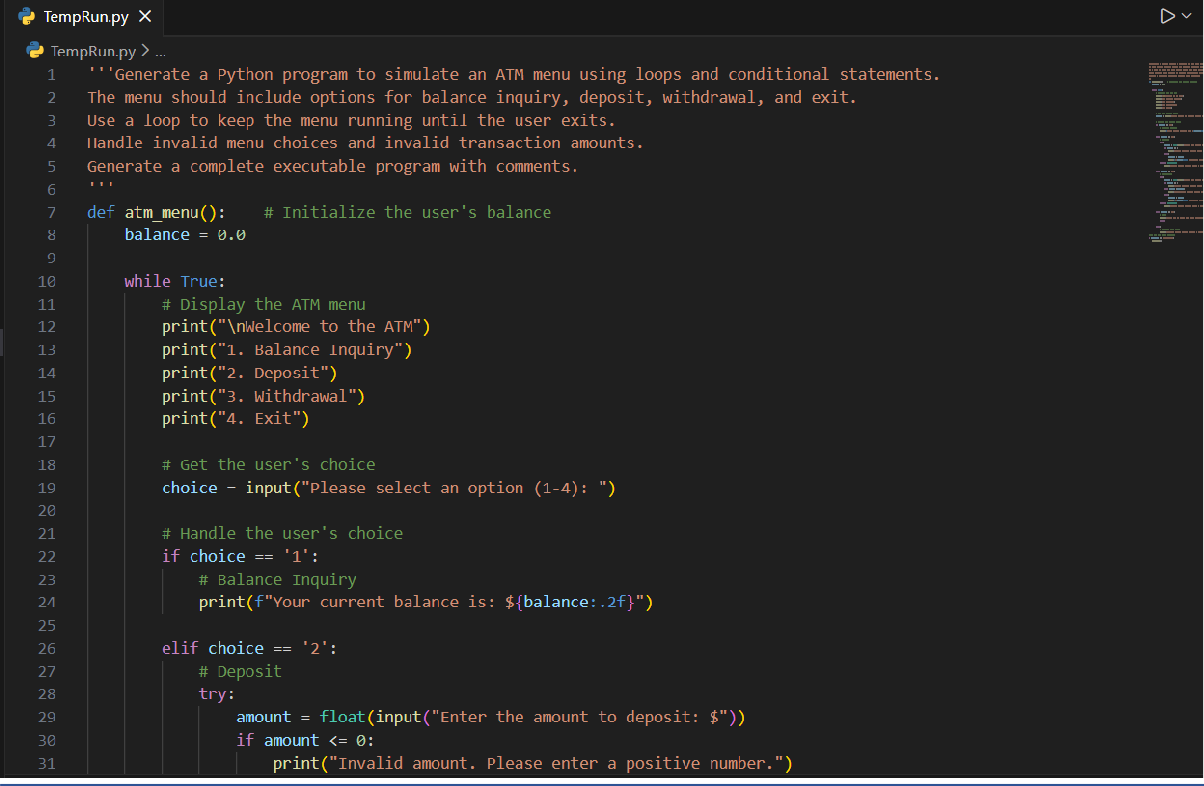 TempRun.py
TempRun.py > ...
1 '''Generate a Python program to simulate an ATM menu using loops and conditional statements.
2 The menu should include options for balance inquiry, deposit, withdrawal, and exit.
3 Use a loop to keep the menu running until the user exits.
4 Handle invalid menu choices and invalid transaction amounts.
5 Generate a complete executable program with comments.
6 '''
7 def atm_menu():    # Initialize the user's balance
8     balance = 0.0
9
10     while True:
11         # Display the ATM menu
12         print("\nWelcome to the ATM")
13         print("1. Balance Inquiry")
14         print("2. Deposit")
15         print("3. Withdrawal")
16         print("4. Exit")
17
18         # Get the user's choice
19         choice = input("Please select an option (1-4): ")
20
21         # Handle the user's choice
22         if choice == '1':
23             # Balance Inquiry
24             print(f"Your current balance is: ${balance:.2f}")
25
26         elif choice == '2':
27             # Deposit
28             try:
29                 amount = float(input("Enter the amount to deposit: $"))
30                 if amount <= 0:
31                     print("Invalid amount. Please enter a positive number.")